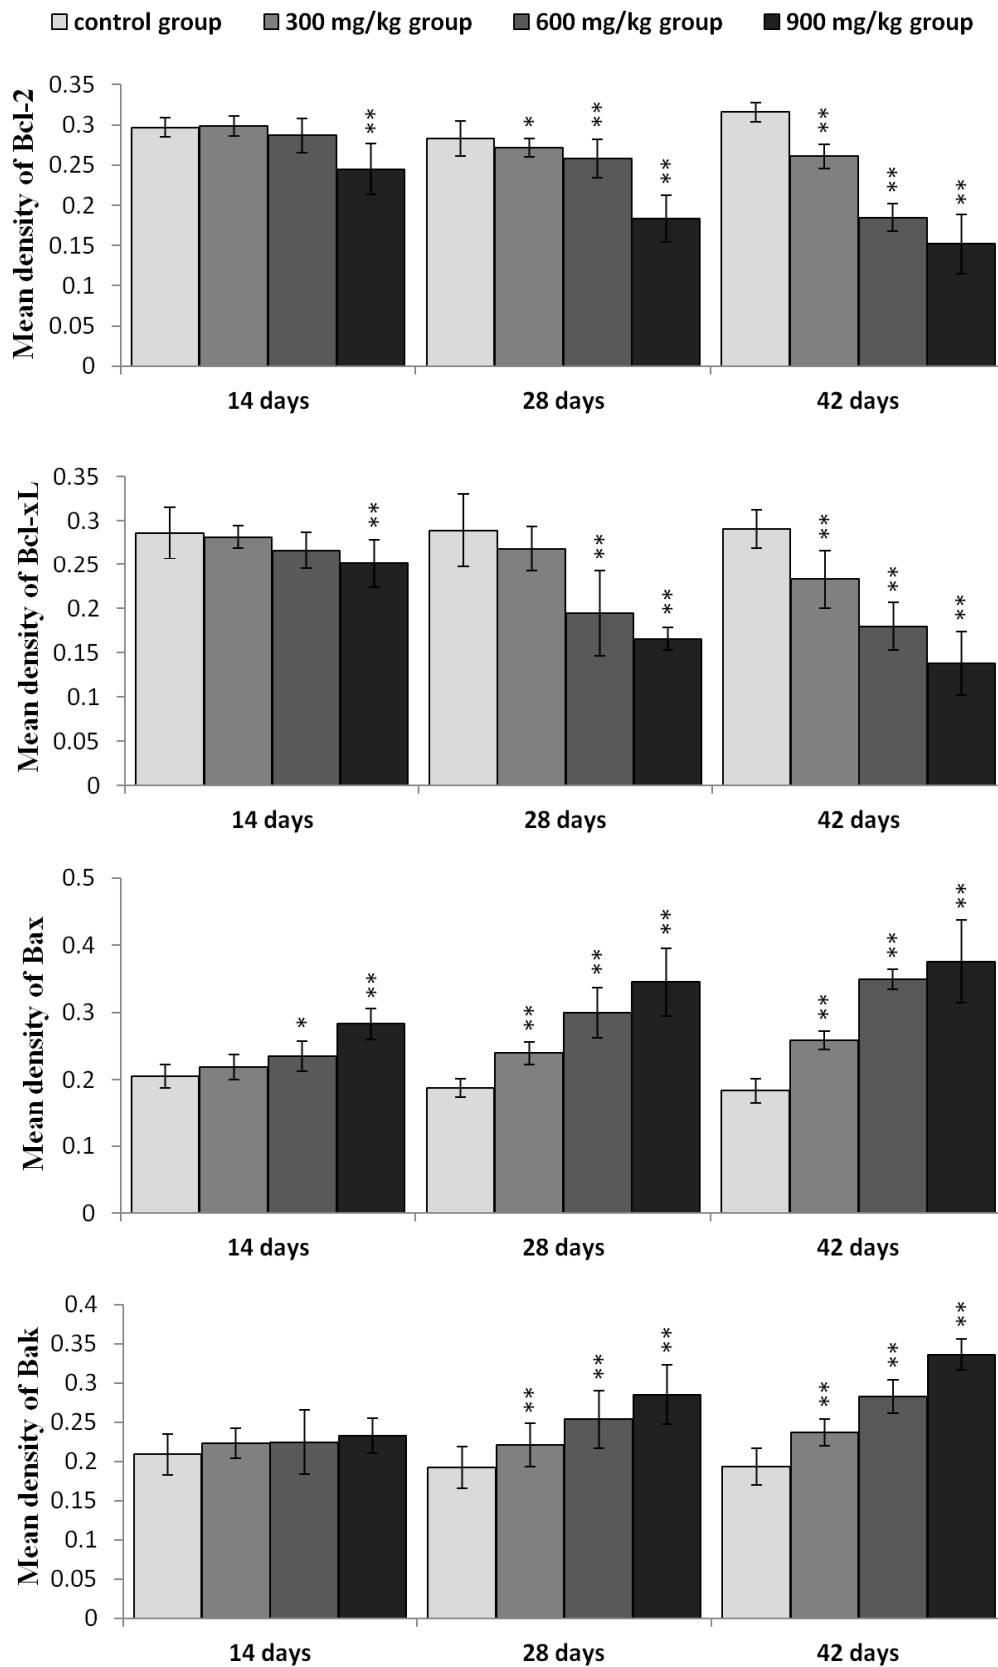 control group 300 mg/kg group 600 mg/kg group 900 mg/kg group
Mean density of Bcl-2
0.35
0.3
0.25
0.2
0.15
0.1
0.05
0
** * ** ** ** ** **
14 days 28 days 42 days
Mean density of Bcl-xL
0.35
0.3
0.25
0.2
0.15
0.1
0.05
0
** ** ** ** ** **
14 days 28 days 42 days
Mean density of Bax
0.5
0.4
0.3
0.2
0.1
0
* ** ** ** ** ** ** **
14 days 28 days 42 days
Mean density of Bak
0.4
0.35
0.3
0.25
0.2
0.15
0.1
0.05
0
** ** ** ** ** **
14 days 28 days 42 days